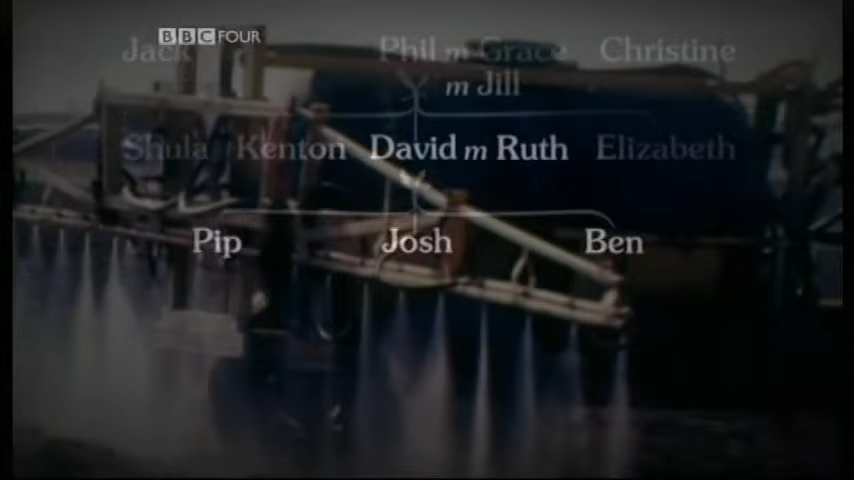 BBC FOUR
Jack Phil m Grace Christine
m Jill
Shula Kenton David m Ruth Elizabeth
Pip Josh Ben